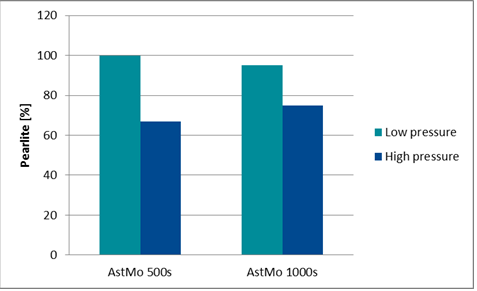 120
100
80
60
40
20
0
Pearlite [%]
AstMo 500s
AstMo 1000s
Low pressure
High pressure